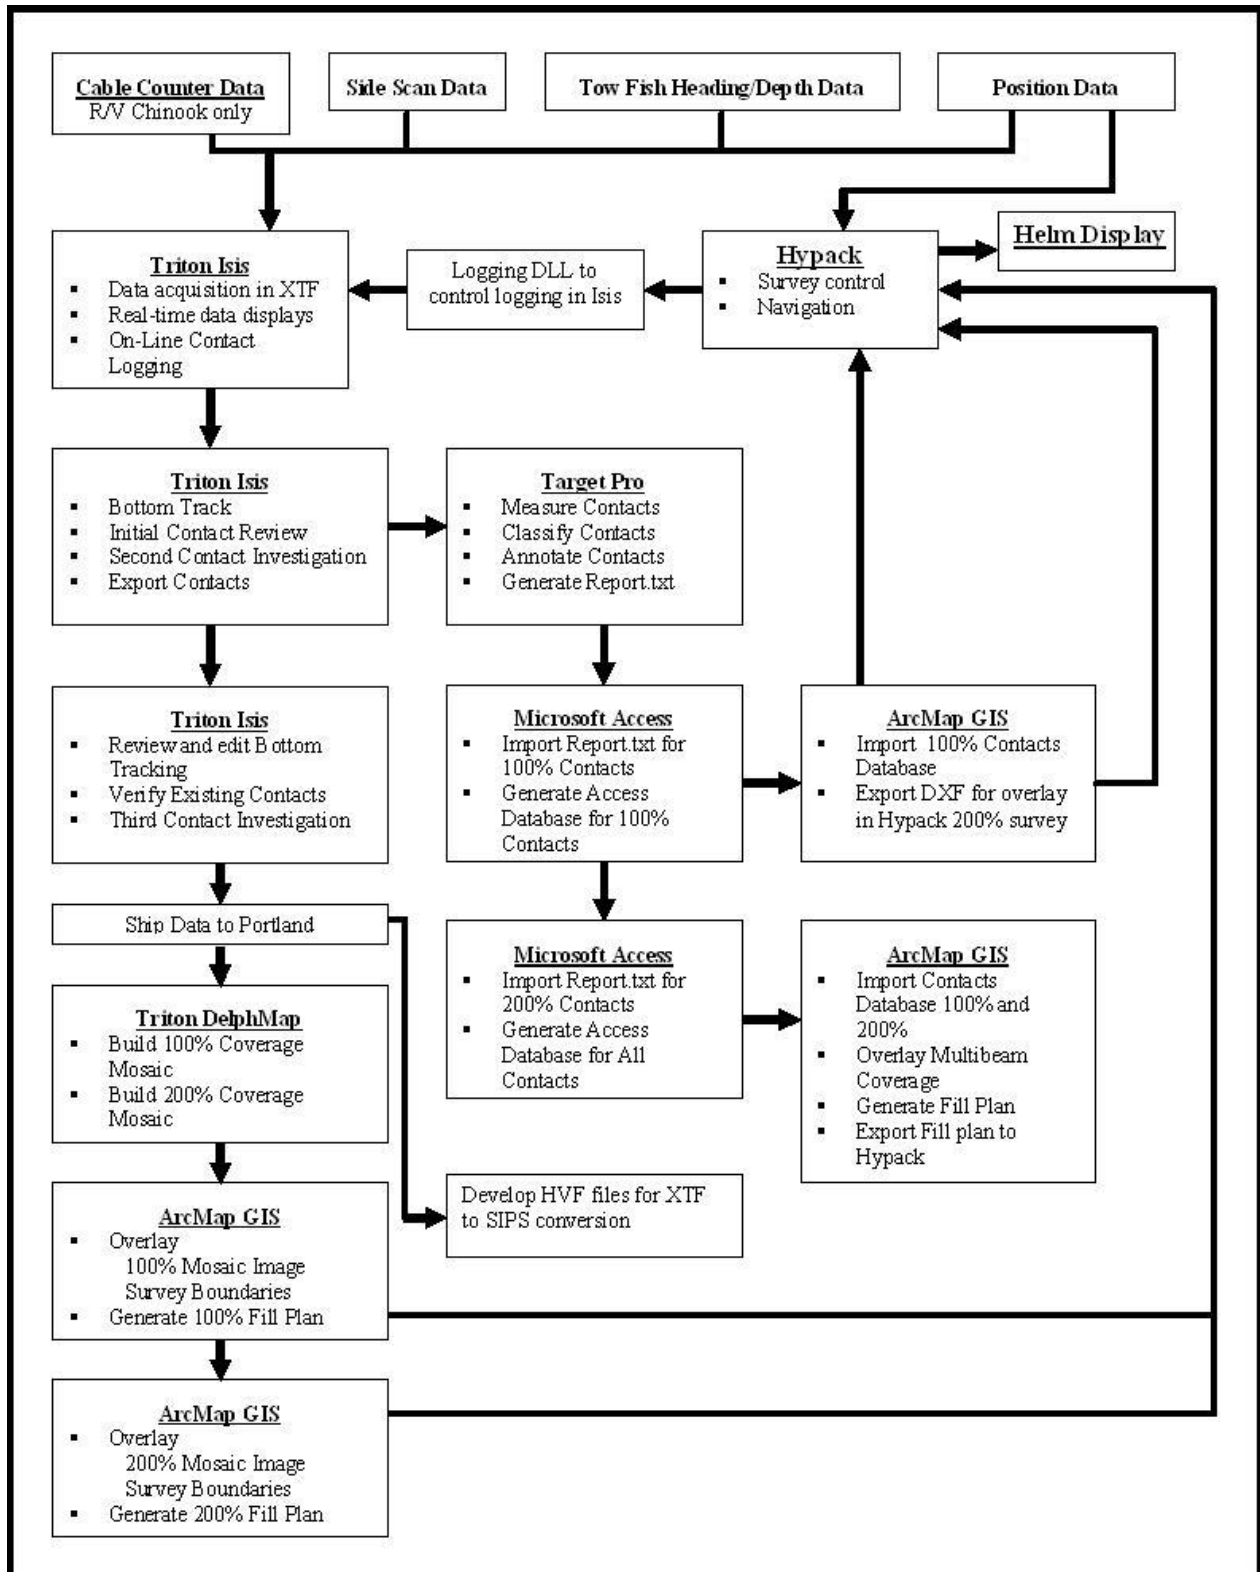 Cable Counter Data
R/V Chinook only
Side Scan Data
Tow Fish Heading/Depth Data
Position Data
Helm Display
Triton Isis
▪ Data acquisition in XTF
▪ Real-time data displays
▪ On-Line Contact
Logging
Logging DLL to
control logging in Isis
Hypack
▪ Survey control
▪ Navigation
Triton Isis
▪ Bottom Track
▪ Initial Contact Review
▪ Second Contact Investigation
▪ Export Contacts
Target Pro
▪ Measure Contacts
▪ Classify Contacts
▪ Annotate Contacts
▪ Generate Report.txt
Triton Isis
▪ Review and edit Bottom
Tracking
▪ Verify Existing Contacts
▪ Third Contact Investigation
Microsoft Access
▪ Import Report.txt for
100% Contacts
▪ Generate Access
Database for 100%
Contacts
ArcMap GIS
▪ Import 100% Contacts
Database
▪ Export DXF for overlay
in Hypack 200% survey
Ship Data to Portland
Microsoft Access
▪ Import Report.txt for
200% Contacts
▪ Generate Access
Database for All
Contacts
ArcMap GIS
▪ Import Contacts
Database 100% and
200%
▪ Overlay Multibeam
Coverage
▪ Generate Fill Plan
▪ Export Fill plan to
Hypack
Triton DelphMap
▪ Build 100% Coverage
Mosaic
▪ Build 200% Coverage
Mosaic
Develop HVF files for XTF
to SIPS conversion
ArcMap GIS
▪ Overlay
100% Mosaic Image
Survey Boundaries
▪ Generate 100% Fill Plan
ArcMap GIS
▪ Overlay
200% Mosaic Image
Survey Boundaries
▪ Generate 200% Fill Plan